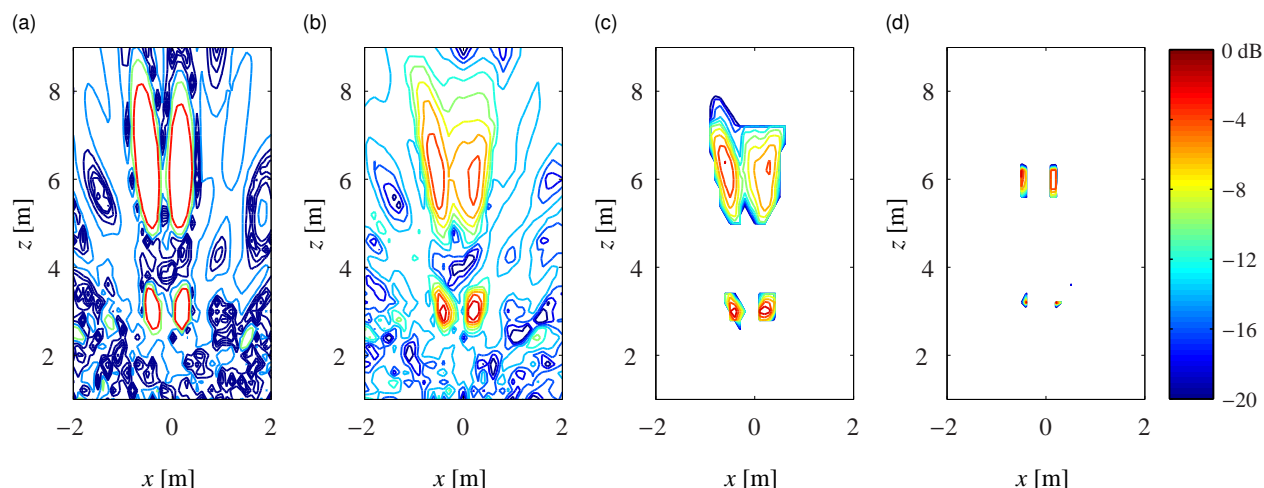 (a) (b) (c) (d)
8 8 8 8 0 dB
6 6 6 6 −4
z [m] z [m] z [m] z [m] −8
4 4 4 4 −12
2 2 2 2 −16
−20
−2 0 2 −2 0 2 −2 0 2 −2 0 2
x [m] x [m] x [m] x [m]